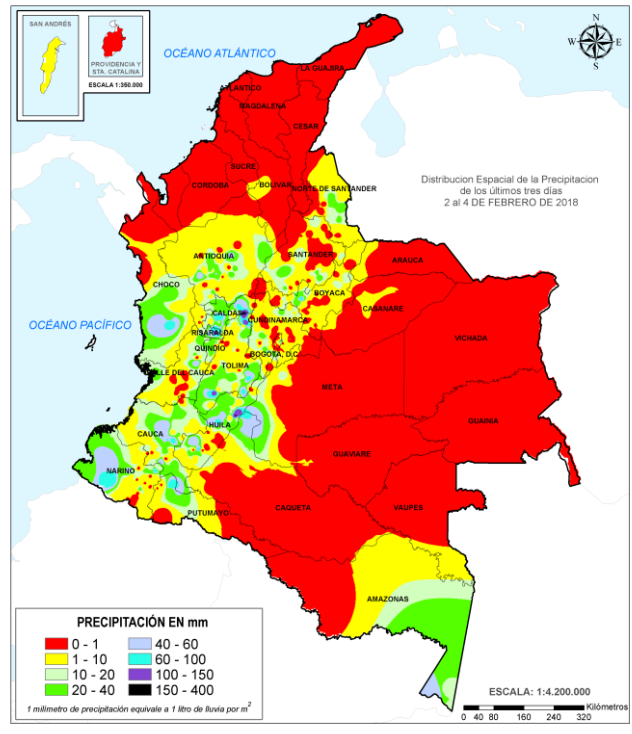 SAN ANDRÉS
PROVIDENCIA Y
STA. CATALINA
ESCALA 1:350.000
OCÉANO ATLÁNTICO
N
W
E
S
LA GUAJIRA
ATLANTICO
MAGDALENA
CESAR
SUCRE
CORDOBA
BOLIVAR
NORTE DE SANTANDER
Distribucion Espacial de la Precipitacion
de los últimos tres días
2 al 4 DE FEBRERO DE 2018
ANTIOQUIA
SANTANDER
ARAUCA
CHOCO
BOYACA
CASANARE
OCÉANO PACÍFICO
CALDAS
CUNDINAMARCA
RISARALDA
VICHADA
QUINDIO
BOGOTA, D.C.
VALLE DEL CAUCA
TOLIMA
META
GUAINIA
HUILA
CAUCA
GUAVIARE
NARIÑO
CAQUETA
VAUPES
PUTUMAYO
AMAZONAS
PRECIPITACIÓN EN mm
0 - 1
40 - 60
1 - 10
60 - 100
10 - 20
100 - 150
20 - 40
150 - 400
1 milimetro de precipitación equivale a 1 litro de lluvia por m²
ESCALA: 1:4.200.000
Kilómetros
0 40 80 160 240 320